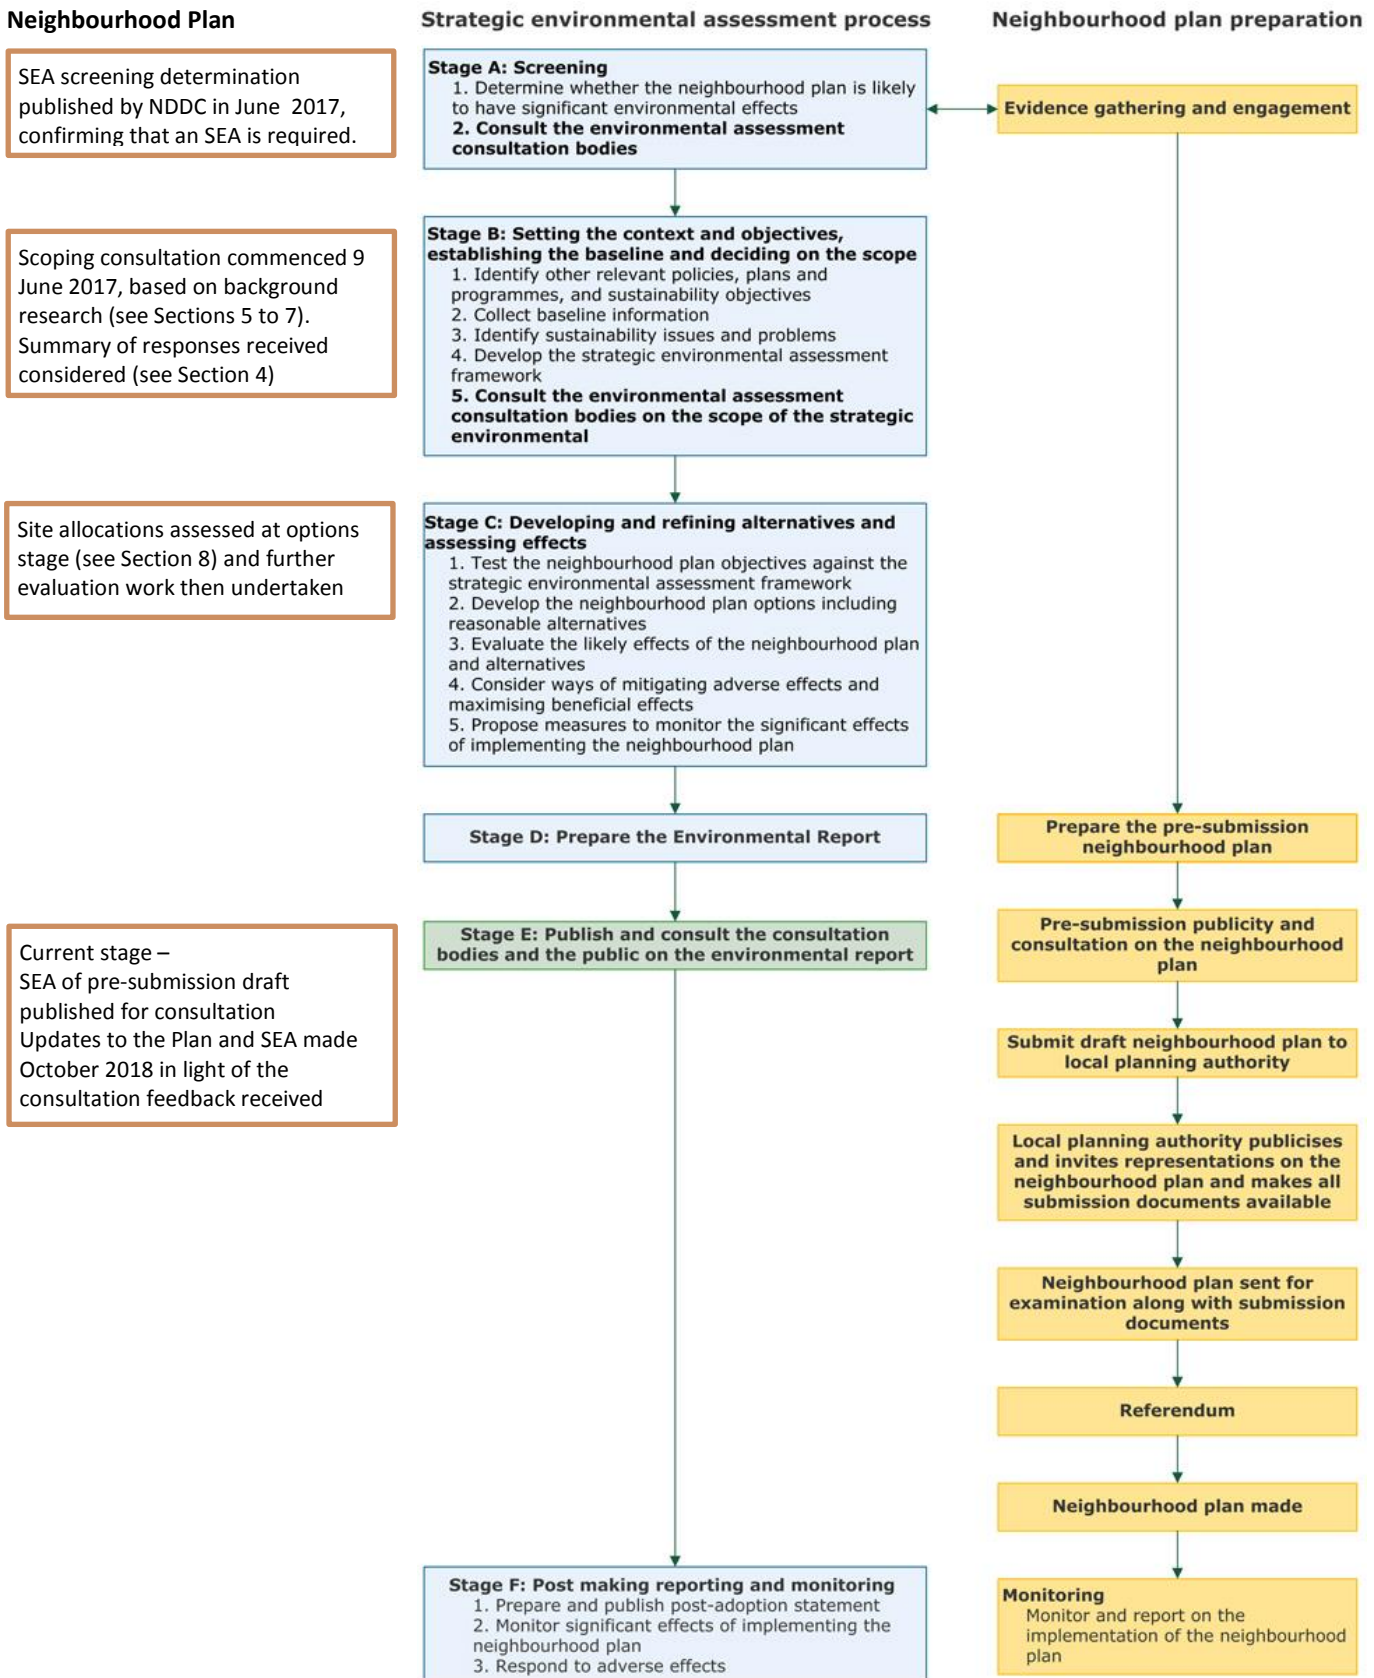 Neighbourhood Plan
Strategic environmental assessment process
Neighbourhood plan preparation
SEA screening determination
published by NDDC in June  2017,
confirming that an SEA is required.
Stage A: Screening
1. Determine whether the neighbourhood plan is likely
to have significant environmental effects
2. Consult the environmental assessment
consultation bodies
Evidence gathering and engagement
Scoping consultation commenced 9
June 2017, based on background
research (see Sections 5 to 7).
Summary of responses received
considered (see Section 4)
Stage B: Setting the context and objectives,
establishing the baseline and deciding on the scope
1. Identify other relevant policies, plans and
programmes, and sustainability objectives
2. Collect baseline information
3. Identify sustainability issues and problems
4. Develop the strategic environmental assessment
framework
5. Consult the environmental assessment
consultation bodies on the scope of the strategic
environmental
Site allocations assessed at options
stage (see Section 8) and further
evaluation work then undertaken
Stage C: Developing and refining alternatives and
assessing effects
1. Test the neighbourhood plan objectives against the
strategic environmental assessment framework
2. Develop the neighbourhood plan options including
reasonable alternatives
3. Evaluate the likely effects of the neighbourhood plan
and alternatives
4. Consider ways of mitigating adverse effects and
maximising beneficial effects
5. Propose measures to monitor the significant effects
of implementing the neighbourhood plan
Stage D: Prepare the Environmental Report
Prepare the pre-submission
neighbourhood plan
Current stage –
SEA of pre-submission draft
published for consultation
Updates to the Plan and SEA made
October 2018 in light of the
consultation feedback received
Stage E: Publish and consult the consultation
bodies and the public on the environmental report
Pre-submission publicity and
consultation on the neighbourhood
plan
Submit draft neighbourhood plan to
local planning authority
Local planning authority publicises
and invites representations on the
neighbourhood plan and makes all
submission documents available
Neighbourhood plan sent for
examination along with submission
documents
Referendum
Neighbourhood plan made
Stage F: Post making reporting and monitoring
1. Prepare and publish post-adoption statement
2. Monitor significant effects of implementing the
neighbourhood plan
3. Respond to adverse effects
Monitoring
Monitor and report on the
implementation of the neighbourhood
plan